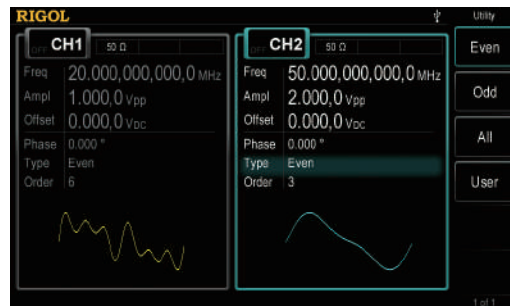 RIGOL
Utility
OFF CH1 50 Ω
Freq 20.000,000,000,0 MHz
Ampl 1.000,0 Vpp
Offset 0.000,0 VDC
Phase 0.000 °
Type Even
Order 6
OFF CH2 50 Ω
Freq 50.000,000,000,0 MHz
Ampl 2.000,0 Vpp
Offset 0.000,0 VDC
Phase 0.000 °
Type Even
Order 3
Even
Odd
All
User
1 of 1